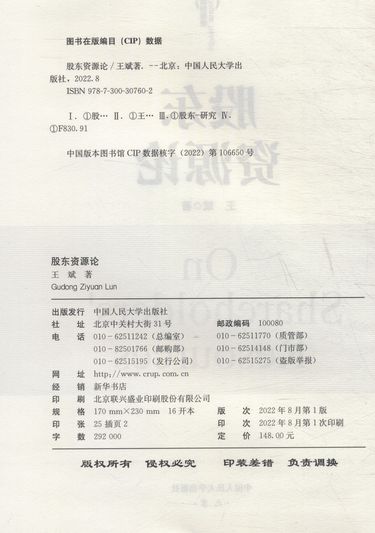 图书在版编目（CIP）数据
股东资源论/王斌著. --北京：中国人民大学出
版社，2022.8
ISBN 978-7-300-30760-2
Ⅰ.①股… Ⅱ.①王… Ⅲ.①股东-研究 Ⅳ.
①F830.91
中国版本图书馆CIP数据核字（2022）第106650号
股东资源论
王 斌 著
Gudong Ziyuan Lun
出版发行 中国人民大学出版社
社 址 北京中关村大街31号 邮政编码 100080
电 话 010-62511242（总编室） 010-62511770（质管部）
010-82501766（邮购部） 010-62514148（门市部）
010-62515195（发行公司） 010-62515275（盗版举报）
网 址 http://www.crup.com.cn
经 销 新华书店
印 刷 北京联兴盛业印刷股份有限公司
规 格 170 mm×230 mm 16开本 版 次 2022年8月第1版
印 张 25 插页2 印 次 2022年8月第1次印刷
字 数 292 000 定 价 148.00元
版权所有 侵权必究 印装差错 负责调换